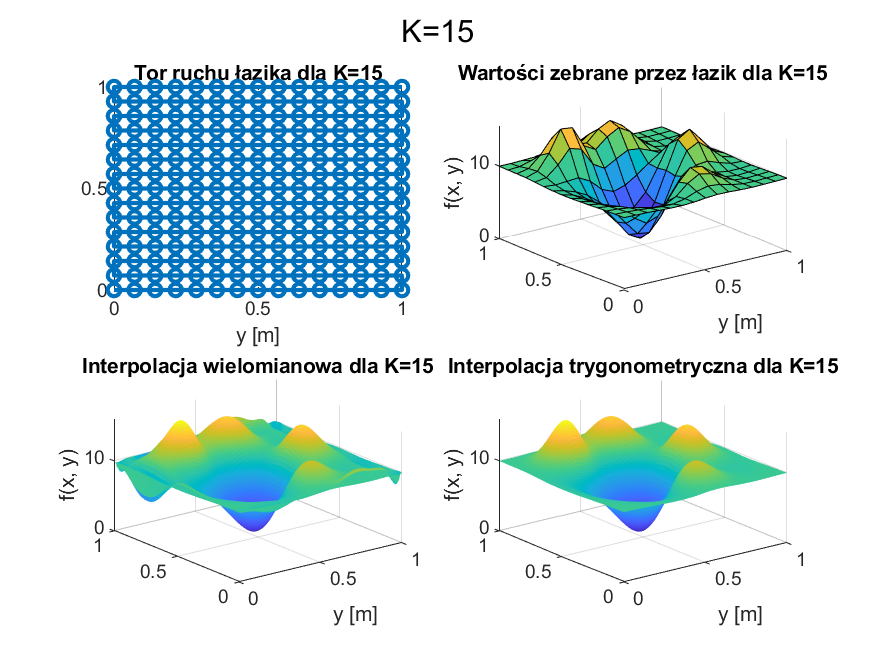 K=15
Tor ruchu łazika dla K=15
1
0.5
0
0
0.5
1
y [m]
Wartości zebrane przez łazik dla K=15
f(x, y)
10
0
1
0.5
0
0
0.5
1
y [m]
Interpolacja wielomianowa dla K=15
f(x, y)
10
0
1
0.5
0
0
0.5
1
y [m]
Interpolacja trygonometryczna dla K=15
f(x, y)
10
0
1
0.5
0
0
0.5
1
y [m]